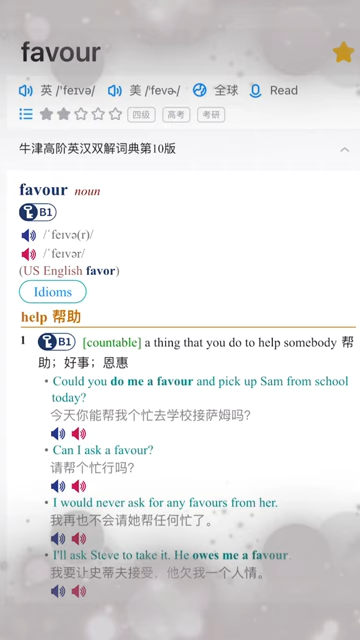 favour
英 /ˈfeɪvə/ 美 /ˈfevɚ/ 全球 Read
四级 高考 考研
牛津高阶英汉双解词典第10版
favour noun
B1
/ˈfeɪvə(r)/
/ˈfeɪvər/
(US English favor)
Idioms
help 帮助
1 B1 [countable] a thing that you do to help somebody 帮
助；好事；恩惠
• Could you do me a favour and pick up Sam from school
today?
今天你能帮我个忙去学校接萨姆吗?
• Can I ask a favour?
请帮个忙行吗?
• I would never ask for any favours from her.
我再也不会请她帮任何忙了。
• I'll ask Steve to take it. He owes me a favour.
我要让史蒂夫接受，他欠我一个人情。